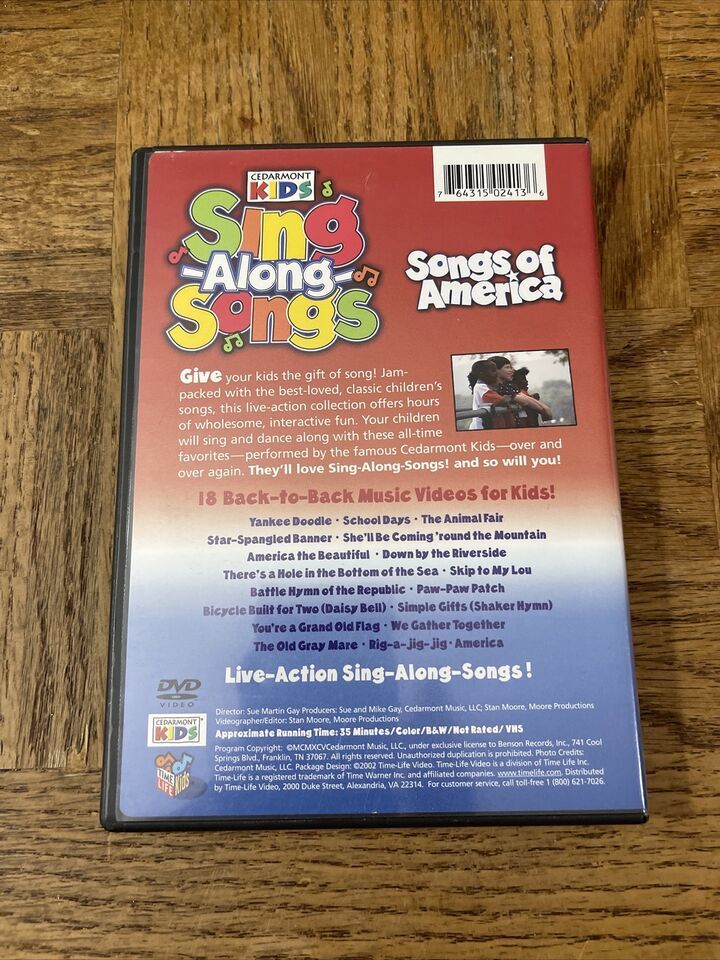 CEDARMONT
KIDS
Sing
-Along-
Songs
7 64315 02413 6
Songs of
America
Give your kids the gift of song! Jam-
packed with the best-loved, classic children's
songs, this live-action collection offers hours
of wholesome, interactive fun. Your children
will sing and dance along with these all-time
favorites—performed by the famous Cedarmont Kids—over and
over again. They'll love Sing-Along-Songs! and so will you!
18 Back-to-Back Music Videos for Kids!
Yankee Doodle · School Days · The Animal Fair
Star-Spangled Banner · She'll Be Coming 'round the Mountain
America the Beautiful · Down by the Riverside
There's a Hole in the Bottom of the Sea · Skip to My Lou
Battle Hymn of the Republic · Paw-Paw Patch
Bicycle Built for Two (Daisy Bell) · Simple Gifts (Shaker Hymn)
You're a Grand Old Flag · We Gather Together
The Old Gray Mare · Rig-a-jig-jig · America
Live-Action Sing-Along-Songs!
DVD
VIDEO
CEDARMONT
KIDS
TIME
LIFE
KIDS
Director: Sue Martin Gay Producers: Sue and Mike Gay, Cedarmont Music, LLC; Stan Moore, Moore Productions
Videographer/Editor: Stan Moore, Moore Productions
Approximate Running Time: 35 Minutes/Color/B&W/Not Rated/ VHS
Program Copyright: ©MCMXCVCedarmont Music, LLC., under exclusive license to Benson Records, Inc., 741 Cool
Springs Blvd., Franklin, TN 37067. All rights reserved. Unauthorized duplication is prohibited. Photo Credits:
Cedarmont Music, LLC. Package Design: ©2002 Time-Life Video. Time-Life Video is a division of Time Life Inc.
Time-Life is a registered trademark of Time Warner Inc. and affiliated companies. www.timelife.com. Distributed
by Time-Life Video, 2000 Duke Street, Alexandria, VA 22314. For customer service, call toll-free 1 (800) 621-7026.